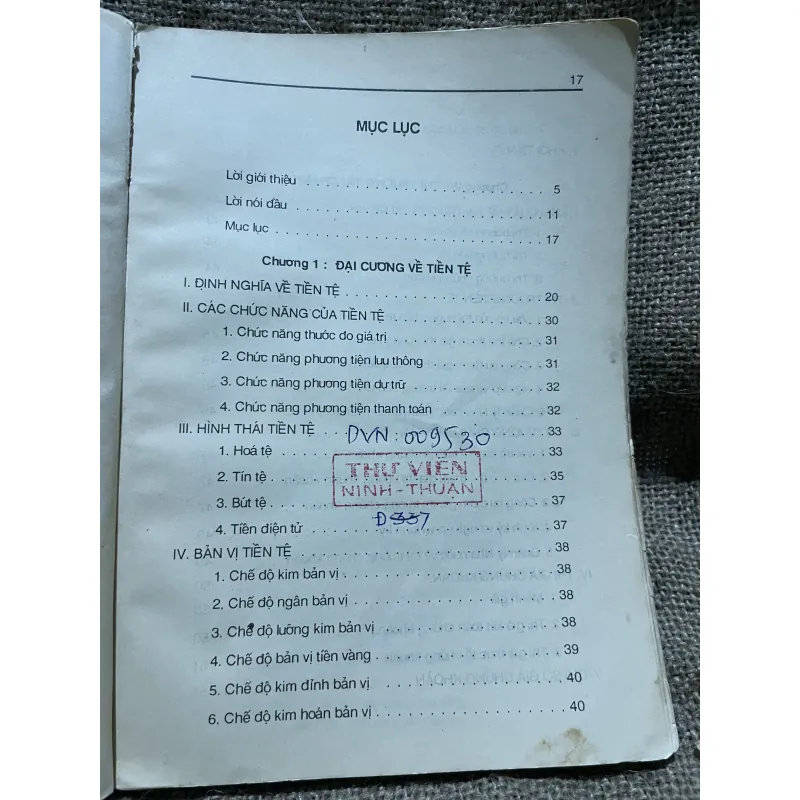 17
MỤC LỤC
Lời giới thiệu . . . . . . . . . . . . . . . . . . . . . . . . 5
Lời nói đầu . . . . . . . . . . . . . . . . . . . . . . . . 11
Mục lục . . . . . . . . . . . . . . . . . . . . . . . . . . 17
Chương 1 : ĐẠI CƯƠNG VỀ TIỀN TỆ
I. ĐỊNH NGHĨA VỀ TIỀN TỆ . . . . . . . . . . . . . . . . . . 20
II. CÁC CHỨC NĂNG CỦA TIỀN TỆ . . . . . . . . . . . . . . 30
1. Chức năng thước đo giá trị . . . . . . . . . . . . . . . 31
2. Chức năng phương tiện lưu thông . . . . . . . . . . . 31
3. Chức năng phương tiện dự trữ . . . . . . . . . . . . . 32
4. Chức năng phương tiện thanh toán . . . . . . . . . . 32
III. HÌNH THÁI TIỀN TỆ . . . . . . . . . . . . . . . . . . . . 33
DVN: 009530
1. Hoá tệ . . . . . . . . . . . . . . . . . . . . . . . . . . 33
THƯ VIÊN
2. Tín tệ . . . . . . . . . . . . . . . . . . . . . . . . . . 35
NINH-THUẬN
3. Bút tệ . . . . . . . . . . . . . . . . . . . . . . . . . . 37
Đ337
4. Tiền điện tử . . . . . . . . . . . . . . . . . . . . . . . 37
IV. BẢN VỊ TIỀN TỆ . . . . . . . . . . . . . . . . . . . . . . 38
1. Chế độ kim bản vị . . . . . . . . . . . . . . . . . . . . 38
2. Chế độ ngân bản vị . . . . . . . . . . . . . . . . . . . 38
3. Chế độ lưỡng kim bản vị . . . . . . . . . . . . . . . . 38
4. Chế độ bản vị tiền vàng . . . . . . . . . . . . . . . . 39
5. Chế độ kim đĩnh bản vị . . . . . . . . . . . . . . . . 40
6. Chế độ kim hoán bản vị . . . . . . . . . . . . . . . . 40